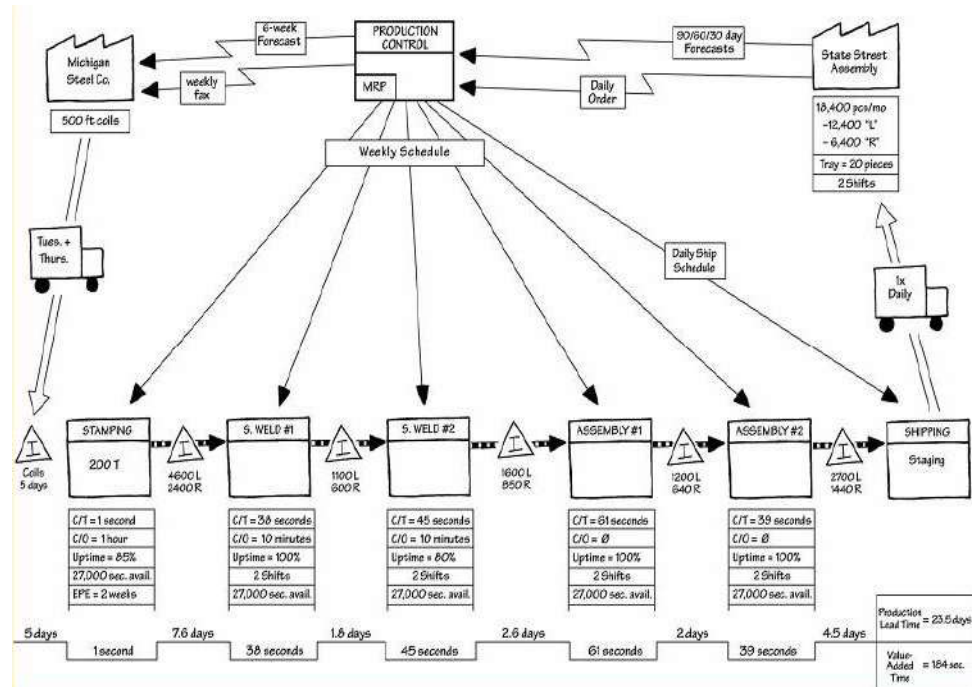 Michigan
Steel Co.
500 ft coils
6-week
Forecast
weekly
fax
PRODUCTION
CONTROL
MRP
90/60/30 day
Forecasts
Daily
Order
State Street
Assembly
18,400 pcs/mo
-12,400 "L"
- 6,400 "R"
Tray = 20 pieces
2 Shifts
Weekly Schedule
Tues. +
Thurs.
Daily Ship
Schedule
1x
Daily
I
Coils
5 days
STAMPING
200 T
C/T = 1 second
C/O = 1 hour
Uptime = 85%
27,000 sec. avail.
EPE = 2 weeks
I
4600 L
2400 R
S. WELD #1
C/T = 38 seconds
C/O = 10 minutes
Uptime = 100%
2 Shifts
27,000 sec. avail.
I
1100 L
600 R
S. WELD #2
C/T = 45 seconds
C/O = 10 minutes
Uptime = 80%
2 Shifts
27,000 sec. avail.
I
1600 L
850 R
ASSEMBLY #1
C/T = 61 seconds
C/O = Ø
Uptime = 100%
2 Shifts
27,000 sec. avail.
I
1200 L
640 R
ASSEMBLY #2
C/T = 39 seconds
C/O = Ø
Uptime = 100%
2 Shifts
27,000 sec. avail.
I
2700 L
1440 R
SHIPPING
Staging
5 days
1 second
7.6 days
38 seconds
1.8 days
45 seconds
2.6 days
61 seconds
2 days
39 seconds
4.5 days
Production
Lead Time = 23.5 days
Value-
Added = 184 sec.
Time